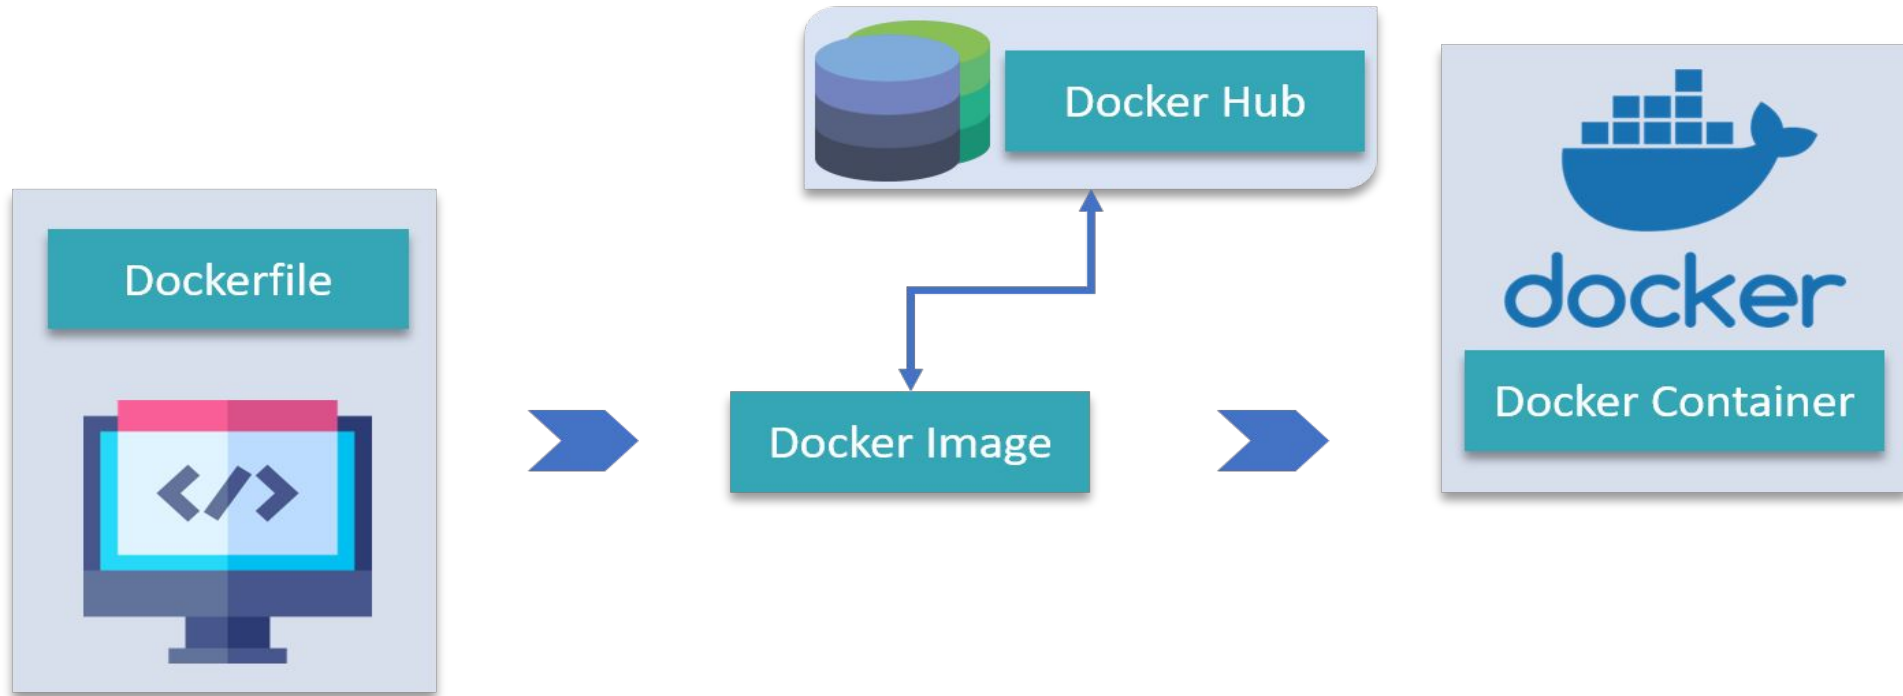 Dockerfile
</>
Docker Image
Docker Hub
docker
Docker Container